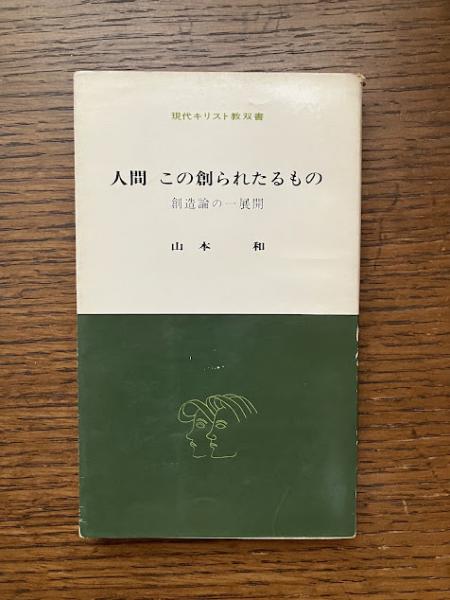 現代キリスト教双書
人間 この創られたるもの
創造論の一展開
山本 和